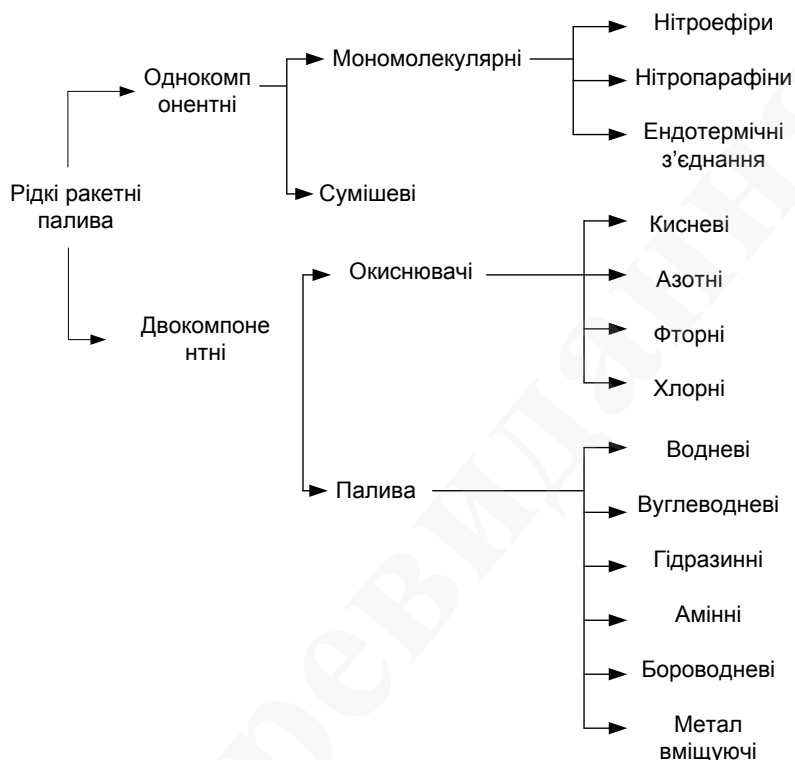 Нітроефіри
Мономолекулярні
Однокомп
онентні
Нітропарафіни
Ендотермічні
з’єднання
Рідкі ракетні
палива
Сумішеві
Кисневі
Окиснювачі
Азотні
Двокомпоне
нтні
Фторні
Хлорні
Водневі
Палива
Вуглеводневі
Гідразинні
Амінні
Бороводневі
Метал
вміщуючі